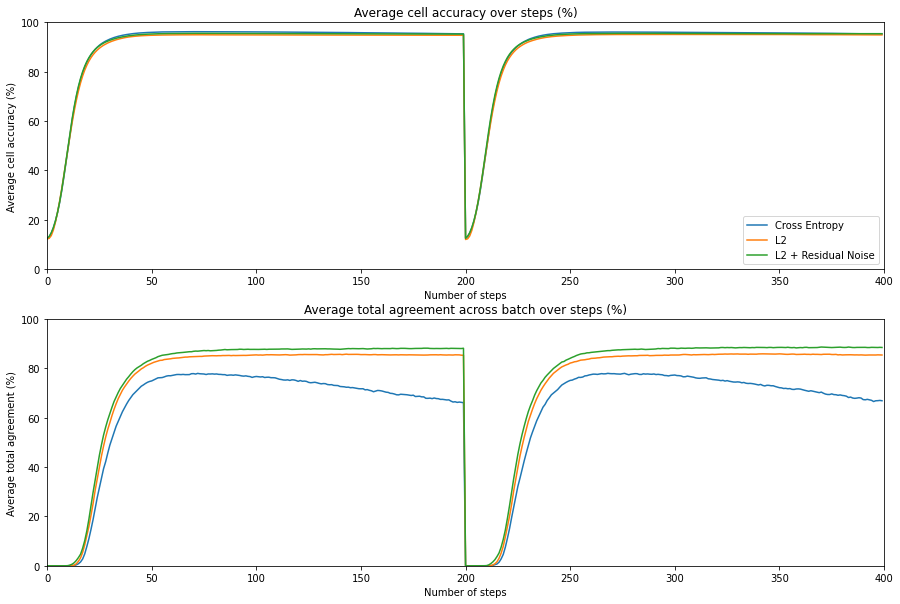 Average cell accuracy over steps (%)
Average cell accuracy (%)
100
80
60
40
20
0
0 50 100 150 200 250 300 350 400
Number of steps
Cross Entropy
L2
L2 + Residual Noise
Average total agreement across batch over steps (%)
Average total agreement (%)
100
80
60
40
20
0
0 50 100 150 200 250 300 350 400
Number of steps